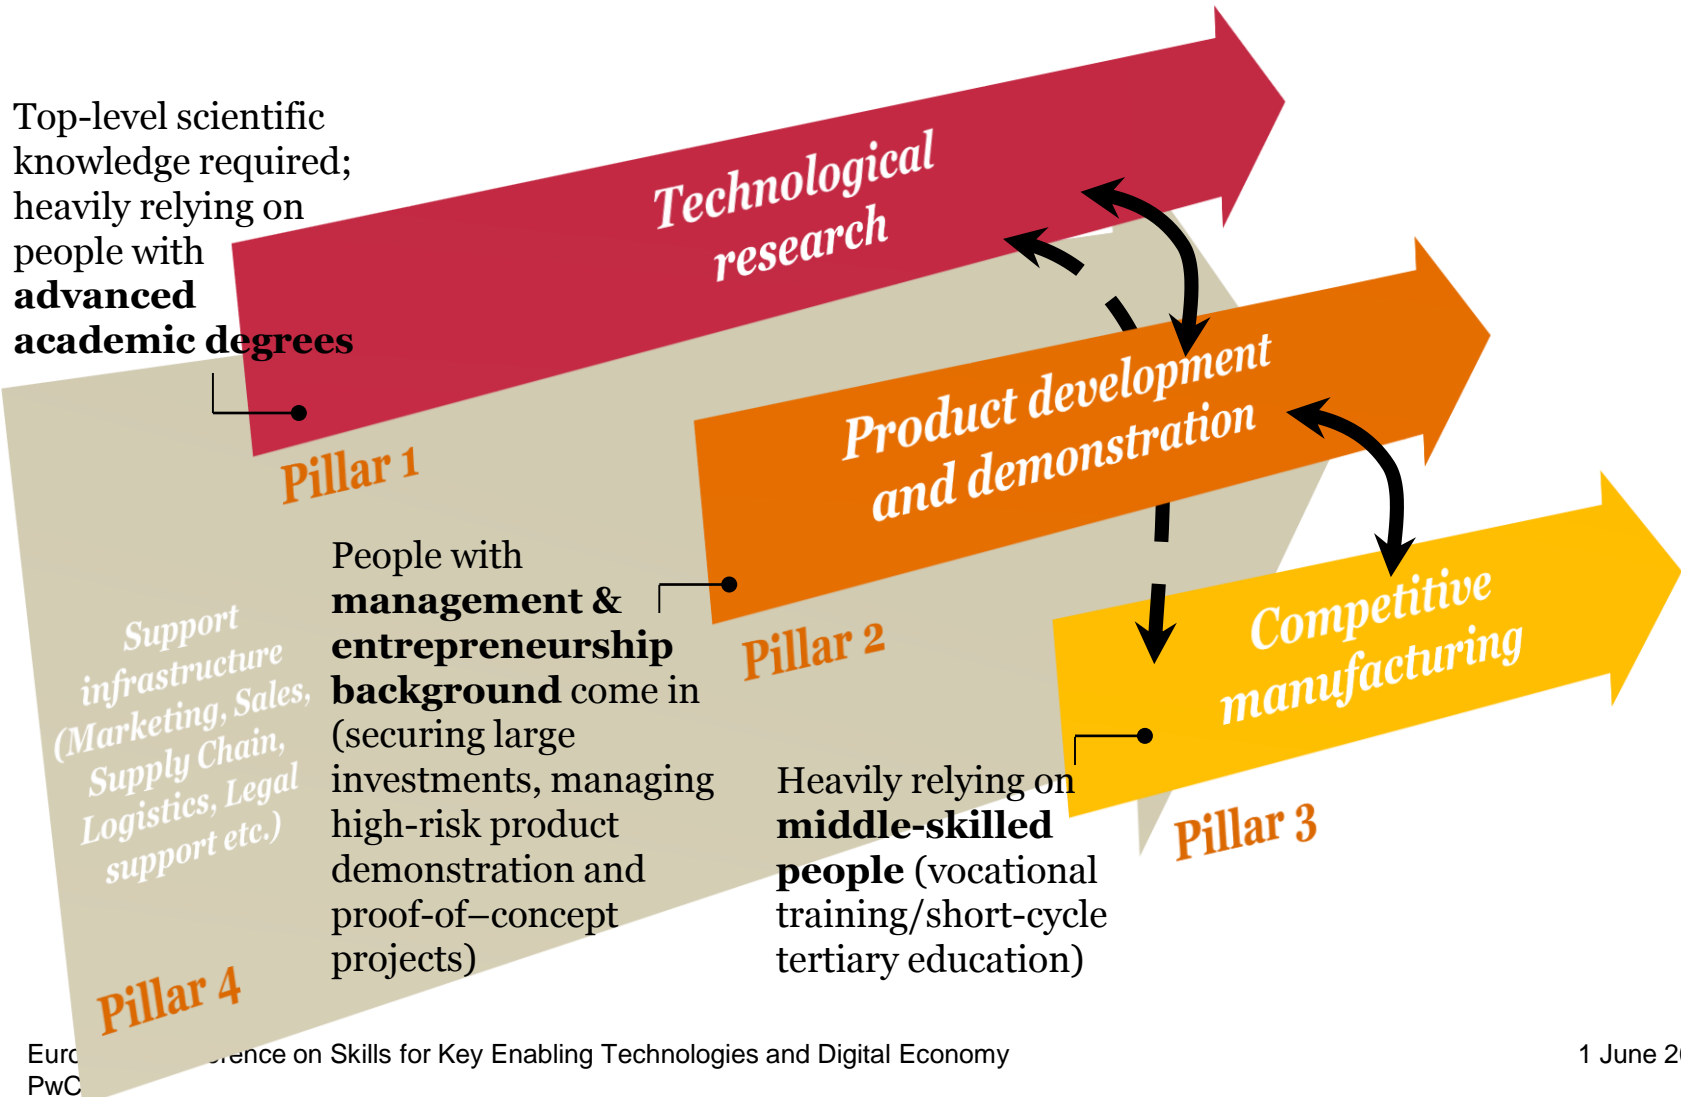 Top-level scientific
knowledge required;
heavily relying on
people with
advanced
academic degrees
Technological
research
Pillar 1
Product development
and demonstration
Pillar 2
People with
management &
entrepreneurship
background come in
(securing large
investments, managing
high-risk product
demonstration and
proof-of–concept
projects)
Competitive
manufacturing
Pillar 3
Heavily relying on
middle-skilled
people (vocational
training/short-cycle
tertiary education)
Support
infrastructure
(Marketing, Sales,
Supply Chain,
Logistics, Legal
support etc.)
Pillar 4
on Skills for Key Enabling Technologies and Digital Economy
PwC
1 June